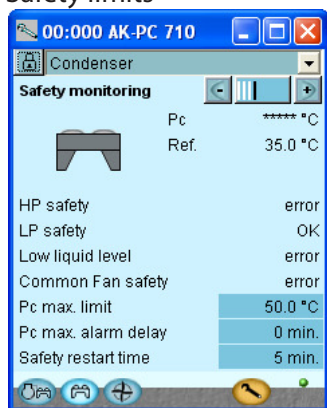 Safety limits
00:000 AK-PC 710
Condenser
Safety monitoring
Pc ***** °C
Ref. 35.0 °C
HP safety error
LP safety OK
Low liquid level error
Common Fan safety error
Pc max. limit 50.0 °C
Pc max. alarm delay 0 min.
Safety restart time 5 min.